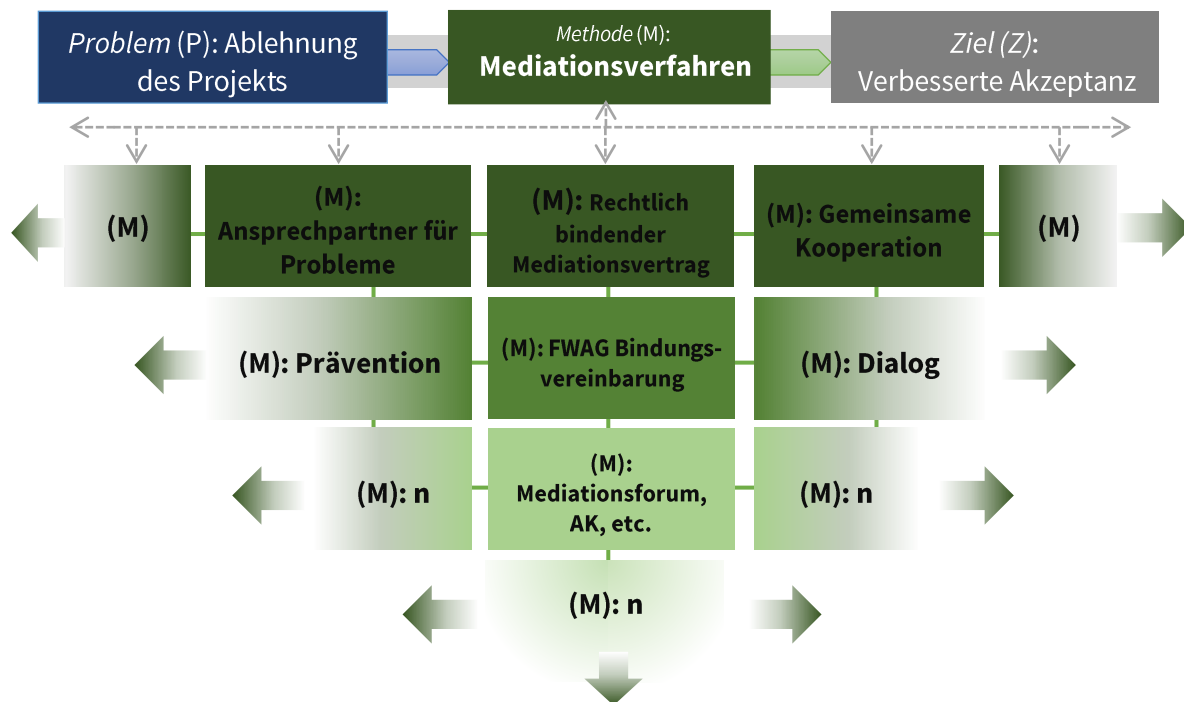 Problem (P): Ablehnung
des Projekts
Methode (M):
Mediationsverfahren
Ziel (Z):
Verbesserte Akzeptanz
(M)
(M):
Ansprechpartner für
Probleme
(M): Rechtlich
bindender
Mediationsvertrag
(M): Gemeinsame
Kooperation
(M)
(M): Prävention
(M): FWAG Bindungs-
vereinbarung
(M): Dialog
(M): n
(M):
Mediationsforum,
AK, etc.
(M): n
(M): n